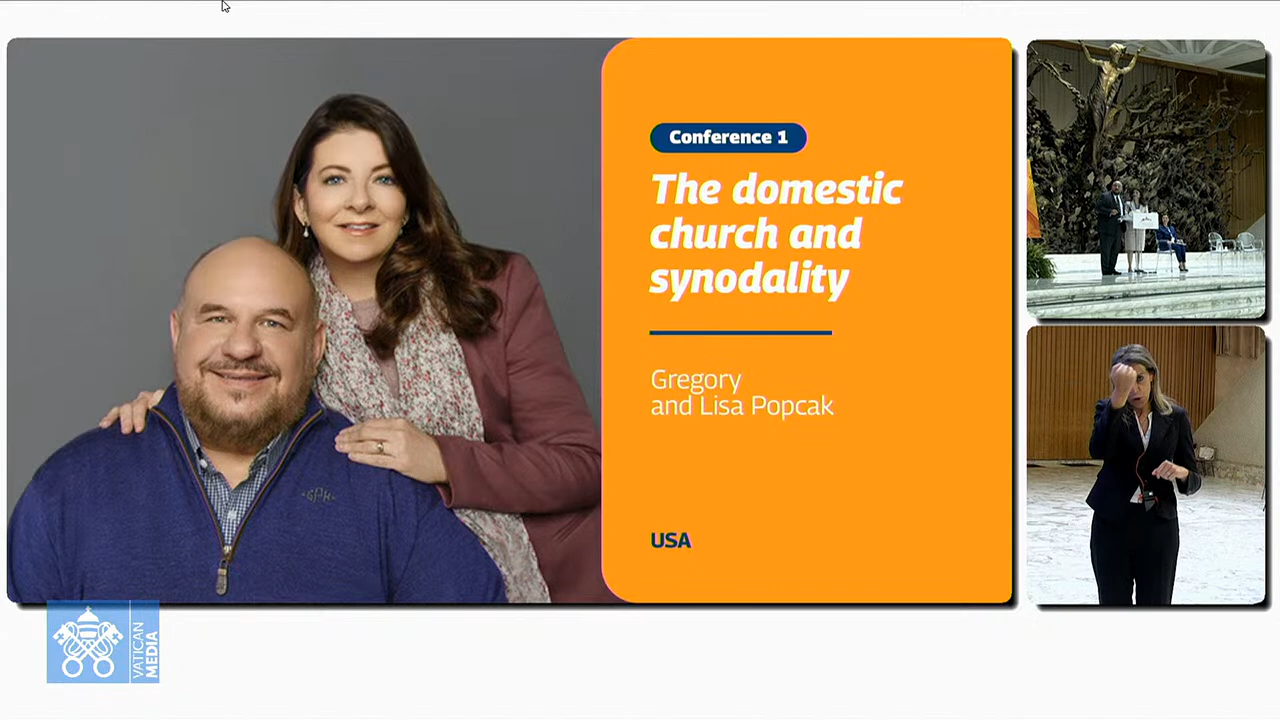 Conference 1
The domestic
church and
synodality
Gregory
and Lisa Popcak
USA
VATICAN
MEDIA